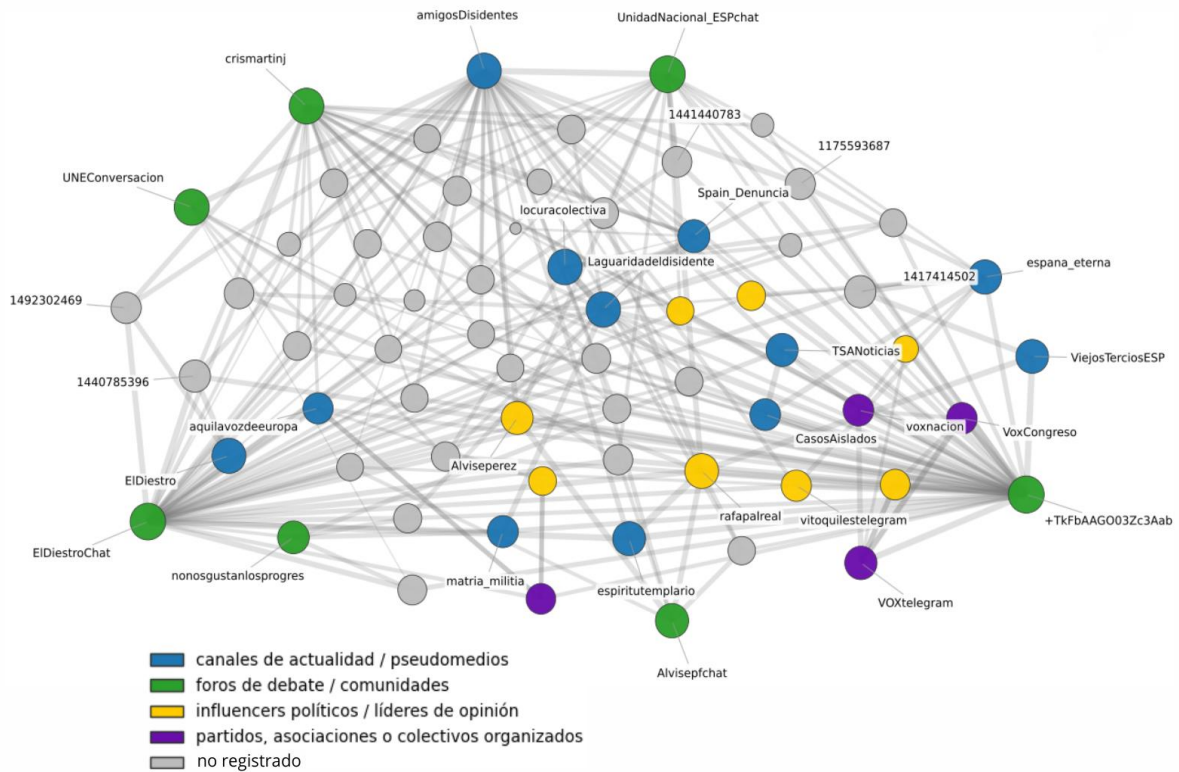 amigosDisidentes
UnidadNacional_ESPchat
crismartinj
1441440783
1175593687
UNEConversacion
Spain_Denuncia
locuracolectiva
Laguaridadeldisidente
espana_eterna
1417414502
1492302469
TSANoticias
ViejosTerciosESP
1440785396
aquilavozdeeuropa
voxnacion
VoxCongreso
CasosAislados
Alviseperez
ElDiestro
rafapalreal
vitoquilestelegram
+TkFbAAGO03Zc3Aab
ElDiestroChat
nonosgustanlosprogres
matria_militia
espiritutemplario
VOXtelegram
Alvisepfchat
canales de actualidad / pseudomedios
foros de debate / comunidades
influencers políticos / líderes de opinión
partidos, asociaciones o colectivos organizados
no registrado